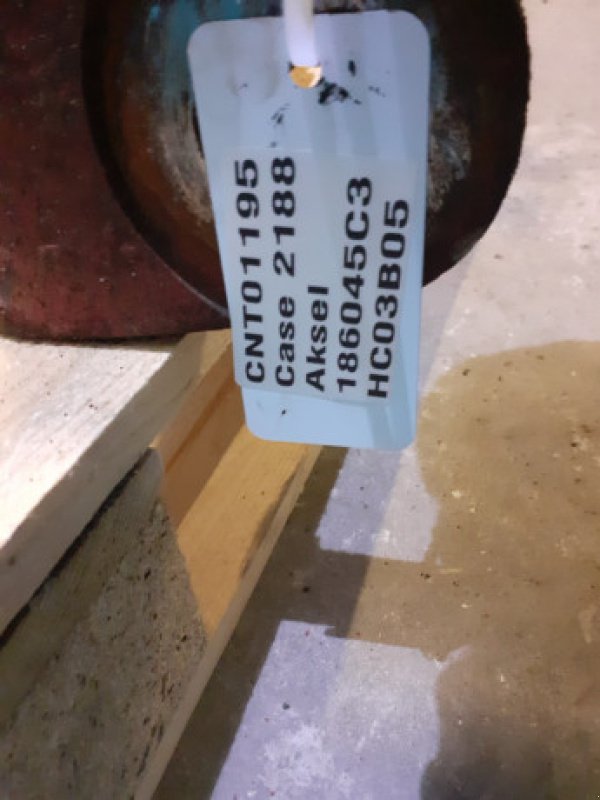 CNT01195
Case 2188
Aksel
186045C3
HC03B05